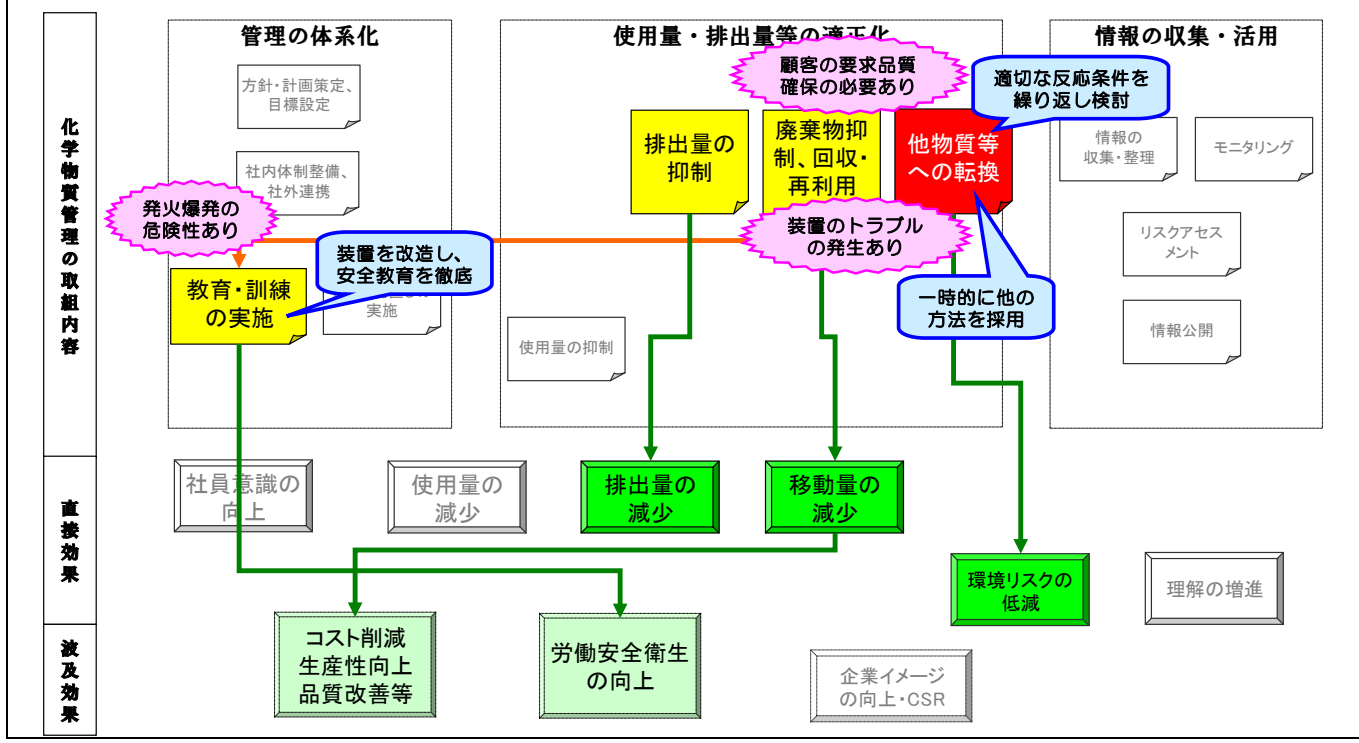 化学物質管理の取組内容
直接効果
波及効果
管理の体系化
方針・計画策定、
目標設定
社内体制整備、
社外連携
発火爆発の
危険性あり
装置を改造し、
安全教育を徹底
教育・訓練
の実施
実施
使用量・排出量等の適正化
顧客の要求品質
確保の必要あり
適切な反応条件を
繰り返し検討
排出量の
抑制
廃棄物抑
制、回収・
再利用
他物質等
への転換
装置のトラブル
の発生あり
一時的に他の
方法を採用
使用量の抑制
情報の収集・活用
情報の
収集・整理
モニタリング
リスクアセス
メント
情報公開
社員意識の
向上
使用量の
減少
排出量の
減少
移動量の
減少
環境リスクの
低減
理解の増進
コスト削減
生産性向上
品質改善等
労働安全衛生
の向上
企業イメージ
の向上・CSR